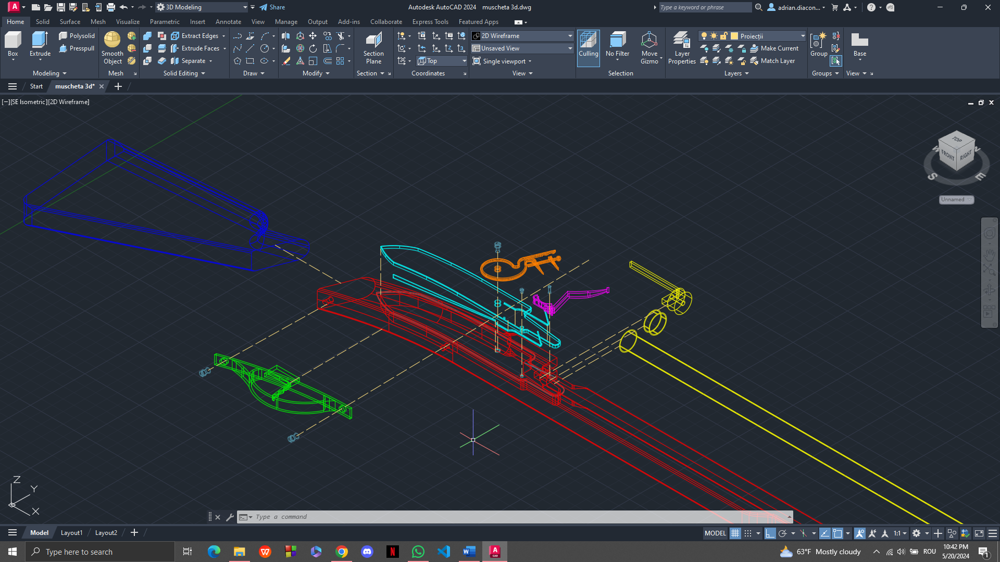 A 3D Modeling Share Autodesk AutoCAD 2024 muscheta 3d.dwg Type a keyword or phrase adrian.diacon... ?
Home Solid Surface Mesh Visualize Parametric Insert Annotate View Manage Output Add-ins Collaborate Express Tools Featured Apps
Polysolid Extract Edges 2D Wireframe Proiecții
Presspull Extrude Faces Unsaved View Make Current
Box Extrude Smooth Object Separate Section Plane Top Single viewport Culling No Filter Move Gizmo Layer Properties Match Layer Group Base
Modeling Mesh Solid Editing Draw Modify Section Coordinates View Selection Layers Groups View
Start muscheta 3d*
[−][SE Isometric][2D Wireframe]
TOP
W N
FRONT RIGHT
S E
Unnamed
Z
Y
X
Type a command
Model Layout1 Layout2 MODEL 1:1
Type here to search 63°F Mostly cloudy ROU 10:42 PM
5/20/2024